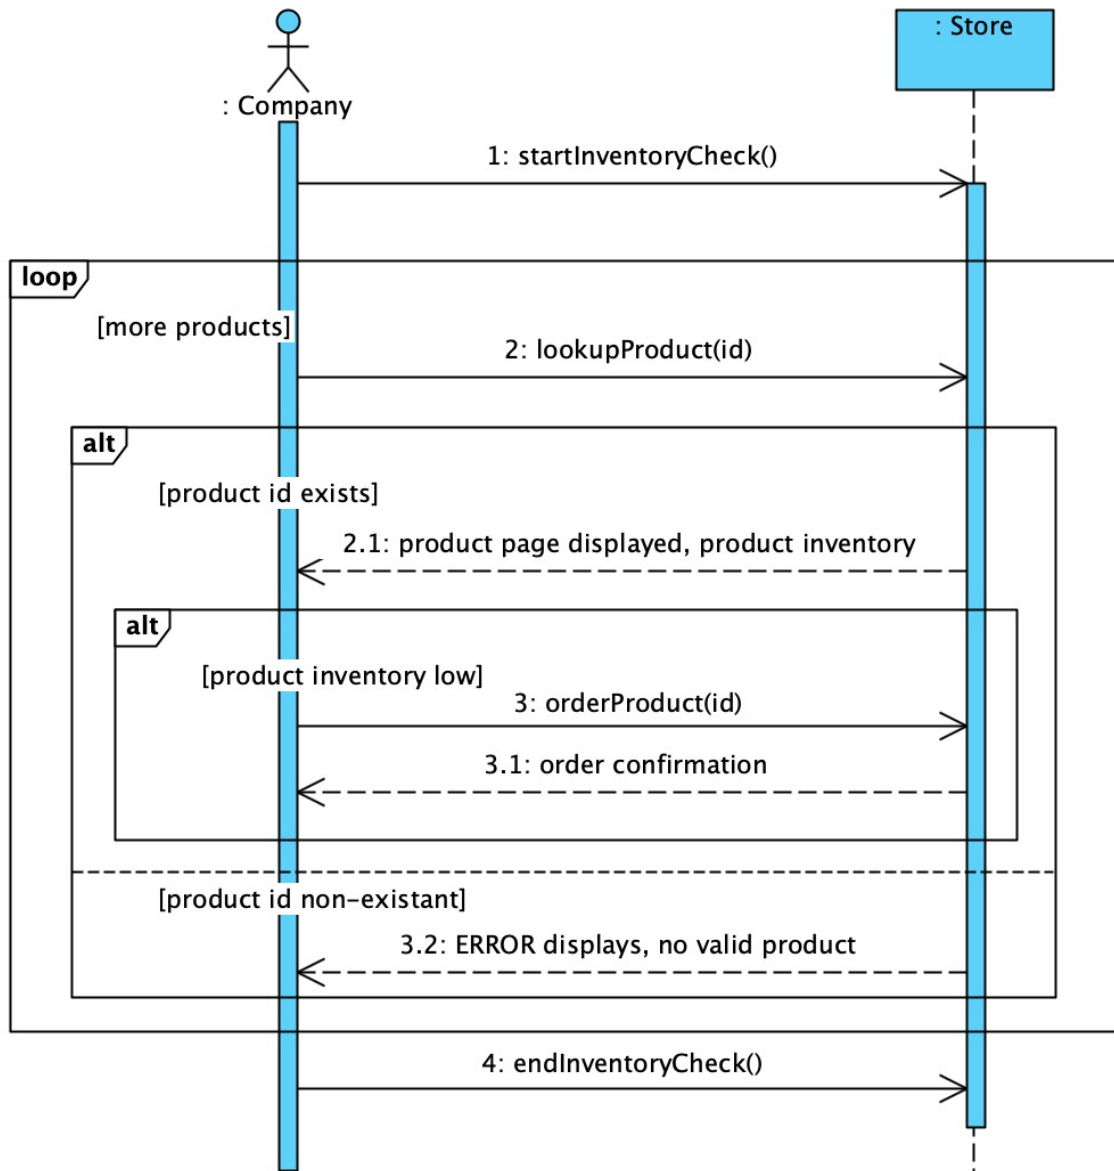 : Company
: Store
1: startInventoryCheck()
loop
[more products]
2: lookupProduct(id)
alt
[product id exists]
2.1: product page displayed, product inventory
alt
[product inventory low]
3: orderProduct(id)
3.1: order confirmation
[product id non-existant]
3.2: ERROR displays, no valid product
4: endInventoryCheck()